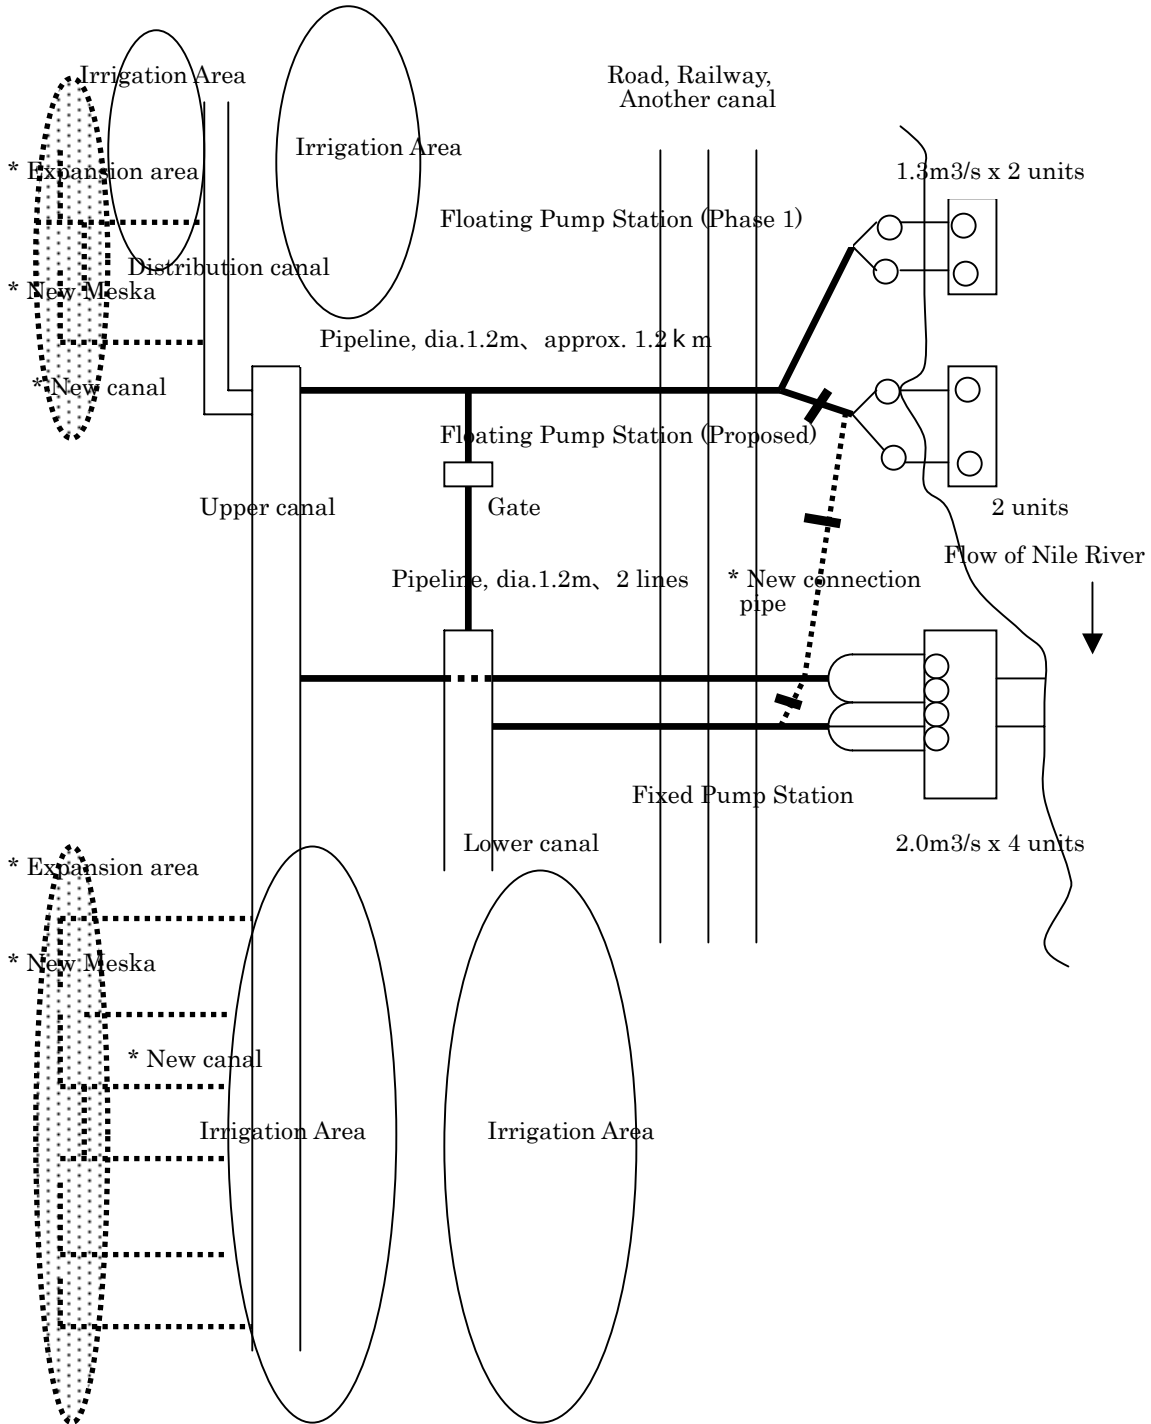 Road, Railway,
Another canal
Irrigation Area
Irrigation Area
* Expansion area
1.3m3/s x 2 units
Floating Pump Station (Phase 1)
Distribution canal
* New Meska
Pipeline, dia.1.2m、approx. 1.2ｋｍ
* New canal
Floating Pump Station (Proposed)
Upper canal
Gate
2 units
Flow of Nile River
Pipeline, dia.1.2m、2 lines
* New connection
pipe
Fixed Pump Station
Lower canal
2.0m3/s x 4 units
* Expansion area
* New Meska
* New canal
Irrigation Area
Irrigation Area